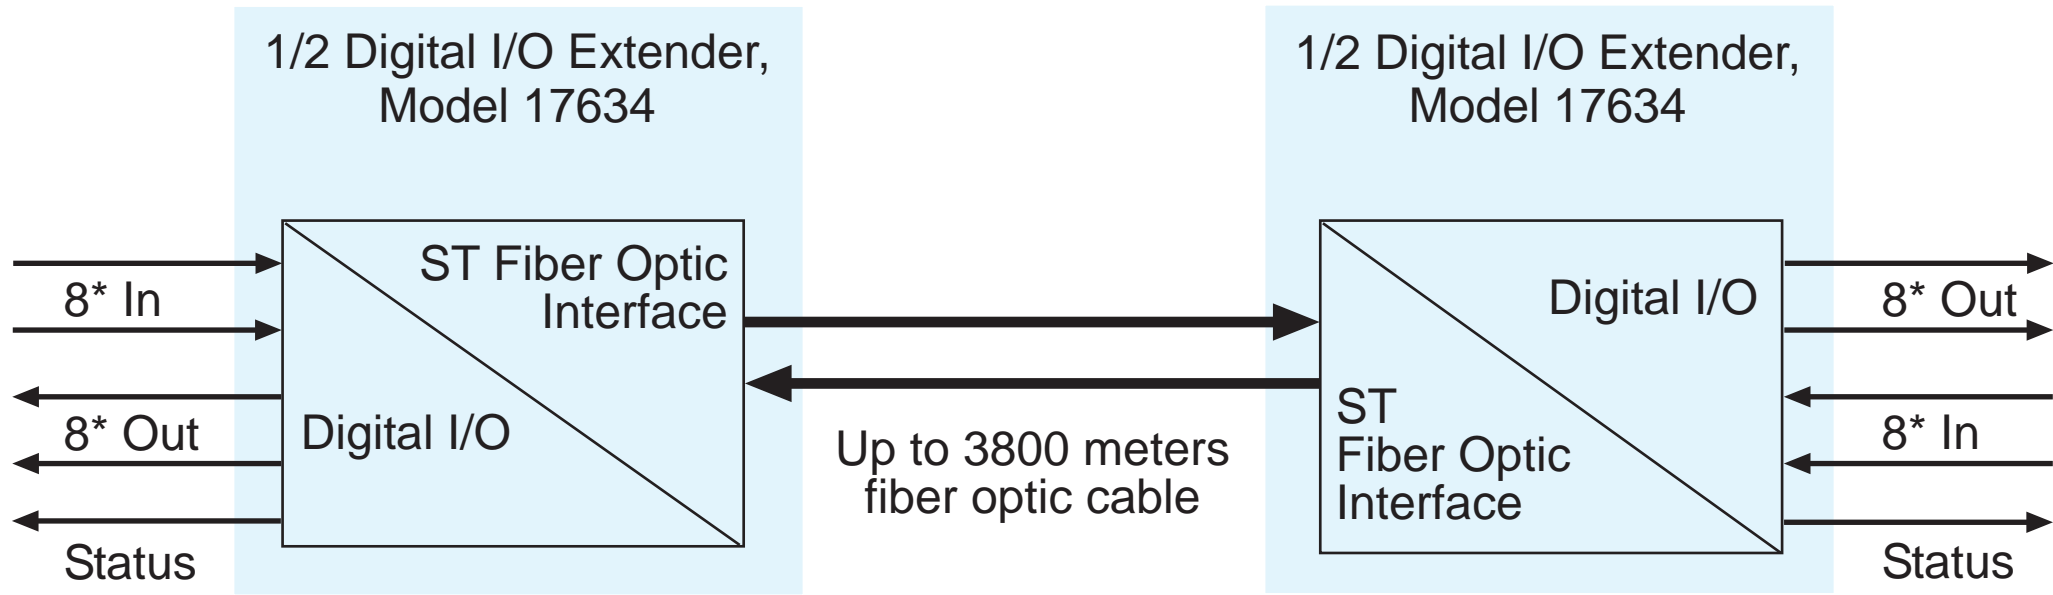 1/2 Digital I/O Extender,
Model 17634
8* In
8* Out
Status
ST Fiber Optic
Interface
Digital I/O
Up to 3800 meters
fiber optic cable
1/2 Digital I/O Extender,
Model 17634
Digital I/O
ST
Fiber Optic
Interface
8* Out
8* In
Status